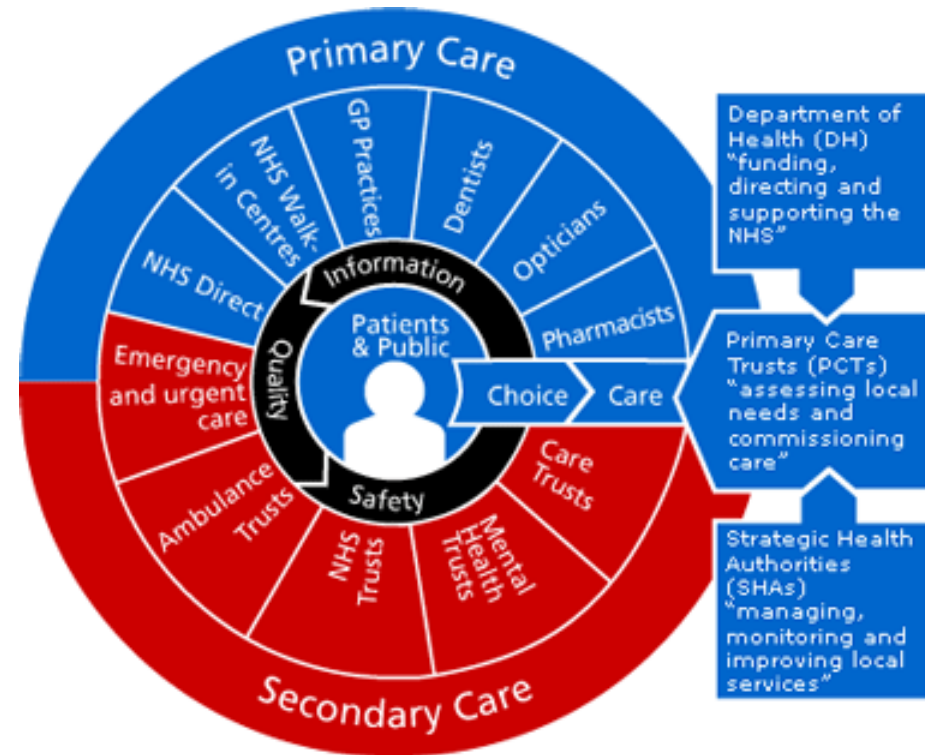 Primary Care
NHS Direct
NHS Walk-
in Centres
GP Practices
Dentists
Opticians
Pharmacists
Information
Quality
Safety
Patients
& Public
Choice
Care
Emergency
and urgent
care
Ambulance
Trusts
NHS
Trusts
Mental
Health
Trusts
Care
Trusts
Secondary Care
Department of
Health (DH)
"funding,
directing and
supporting the
NHS"
Primary Care
Trusts (PCTs)
"assessing local
needs and
commissioning
care"
Strategic Health
Authorities
(SHAs)
"managing,
monitoring and
improving local
services"